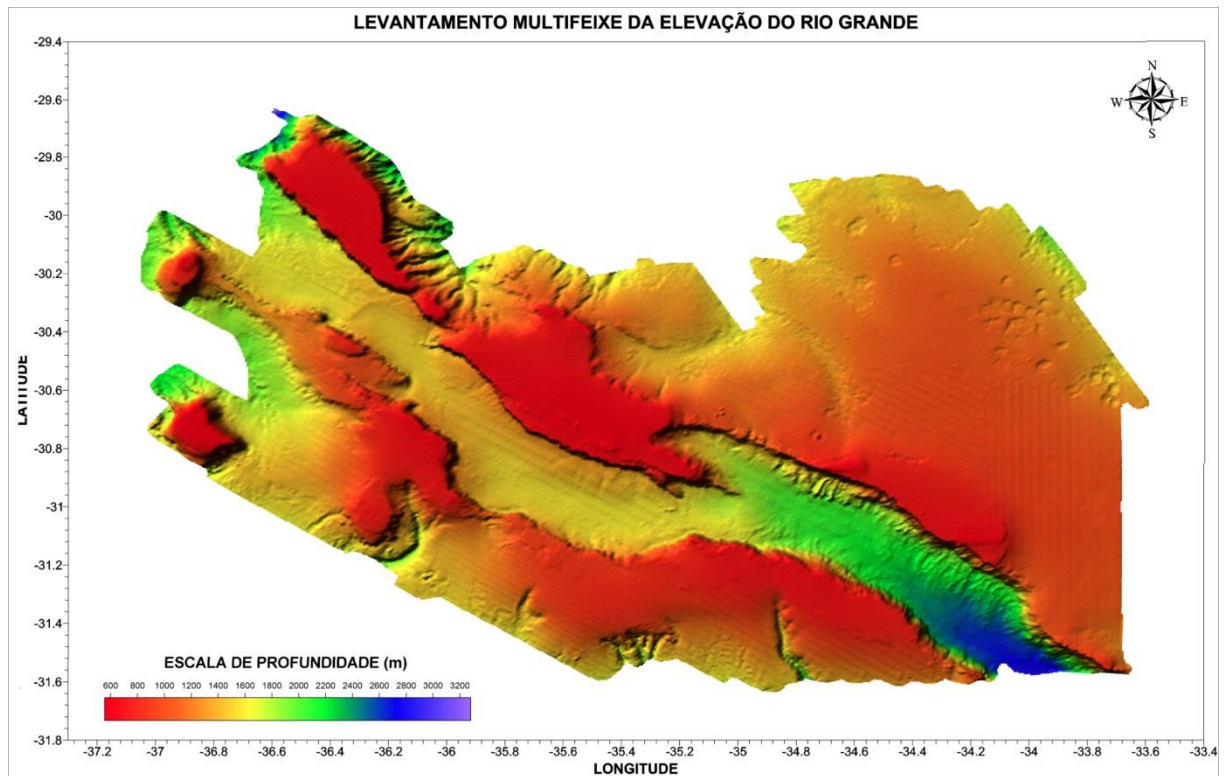 LEVANTAMENTO MULTIFEIXE DA ELEVAÇÃO DO RIO GRANDE
-29.4
-29.6
-29.8
-30
-30.2
-30.4
-30.6
-30.8
-31
-31.2
-31.4
-31.6
-31.8
LATITUDE
N
W E
S
ESCALA DE PROFUNDIDADE (m)
600 800 1000 1200 1400 1600 1800 2000 2200 2400 2600 2800 3000 3200
-37.2 -37 -36.8 -36.6 -36.4 -36.2 -36 -35.8 -35.6 -35.4 -35.2 -35 -34.8 -34.6 -34.4 -34.2 -34 -33.8 -33.6 -33.4
LONGITUDE